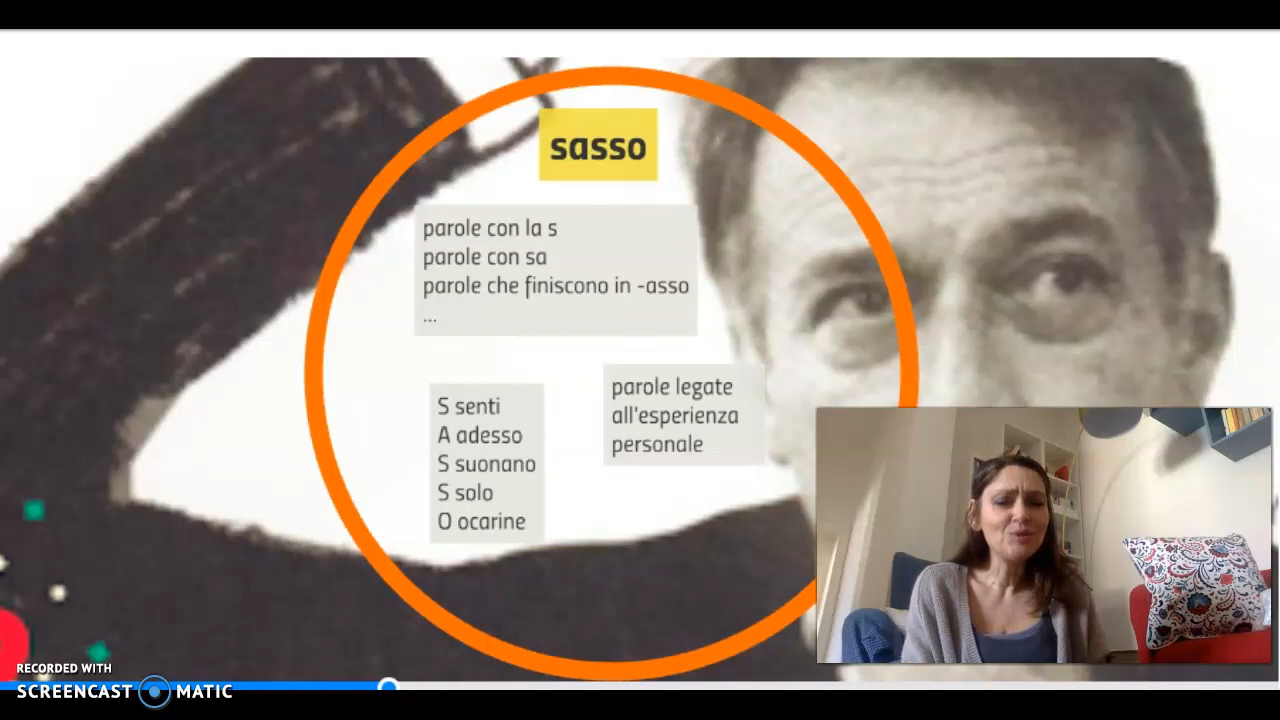 sasso
parole con la s
parole con sa
parole che finiscono in -asso
...
S senti
A adesso
S suonano
S solo
O ocarine
parole legate
all'esperienza
personale
RECORDED WITH
SCREENCAST MATIC